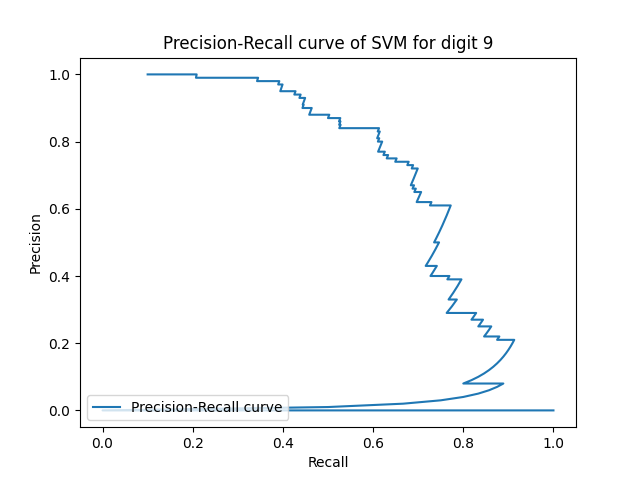 Precision-Recall curve of SVM for digit 9
1.0
0.8
0.6
0.4
0.2
0.0
Precision
Precision-Recall curve
0.0 0.2 0.4 0.6 0.8 1.0
Recall